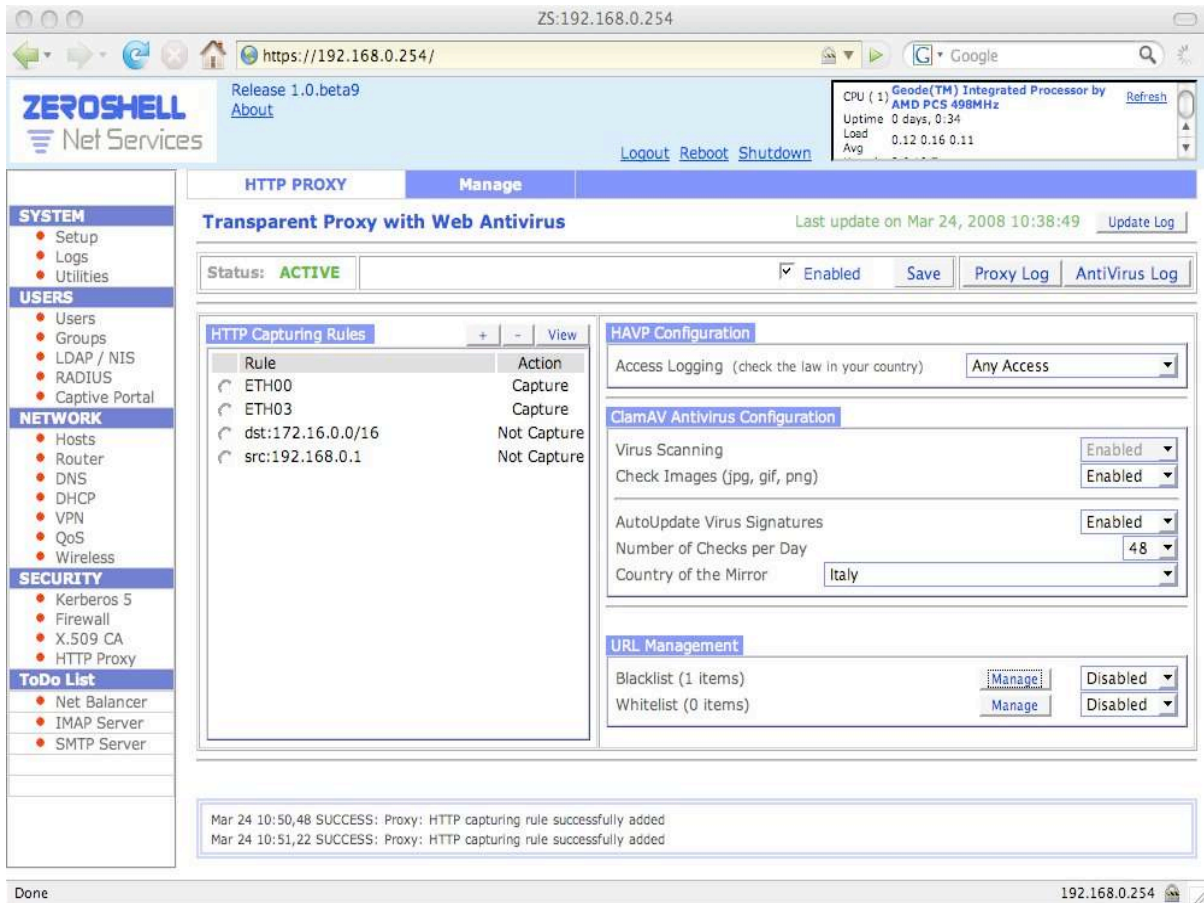 ZS:192.168.0.254
https://192.168.0.254/
G Google
ZEROSHELL
Net Services
Release 1.0.beta9
About
Logout Reboot Shutdown
CPU ( 1) Geode(TM) Integrated Processor by AMD PCS 498MHz
Refresh
Uptime 0 days, 0:34
Load Avg 0.12 0.16 0.11
HTTP PROXY
Manage
SYSTEM
Setup
Logs
Utilities
USERS
Users
Groups
LDAP / NIS
RADIUS
Captive Portal
NETWORK
Hosts
Router
DNS
DHCP
VPN
QoS
Wireless
SECURITY
Kerberos 5
Firewall
X.509 CA
HTTP Proxy
ToDo List
Net Balancer
IMAP Server
SMTP Server
Transparent Proxy with Web Antivirus
Last update on Mar 24, 2008 10:38:49
Update Log
Status: ACTIVE
Enabled
Save
Proxy Log
AntiVirus Log
HTTP Capturing Rules
+ - View
Rule Action
ETH00 Capture
ETH03 Capture
dst:172.16.0.0/16 Not Capture
src:192.168.0.1 Not Capture
HAVP Configuration
Access Logging (check the law in your country) Any Access
ClamAV Antivirus Configuration
Virus Scanning Enabled
Check Images (jpg, gif, png) Enabled
AutoUpdate Virus Signatures Enabled
Number of Checks per Day 48
Country of the Mirror Italy
URL Management
Blacklist (1 items) Manage Disabled
Whitelist (0 items) Manage Disabled
Mar 24 10:50,48 SUCCESS: Proxy: HTTP capturing rule successfully added
Mar 24 10:51,22 SUCCESS: Proxy: HTTP capturing rule successfully added
Done
192.168.0.254